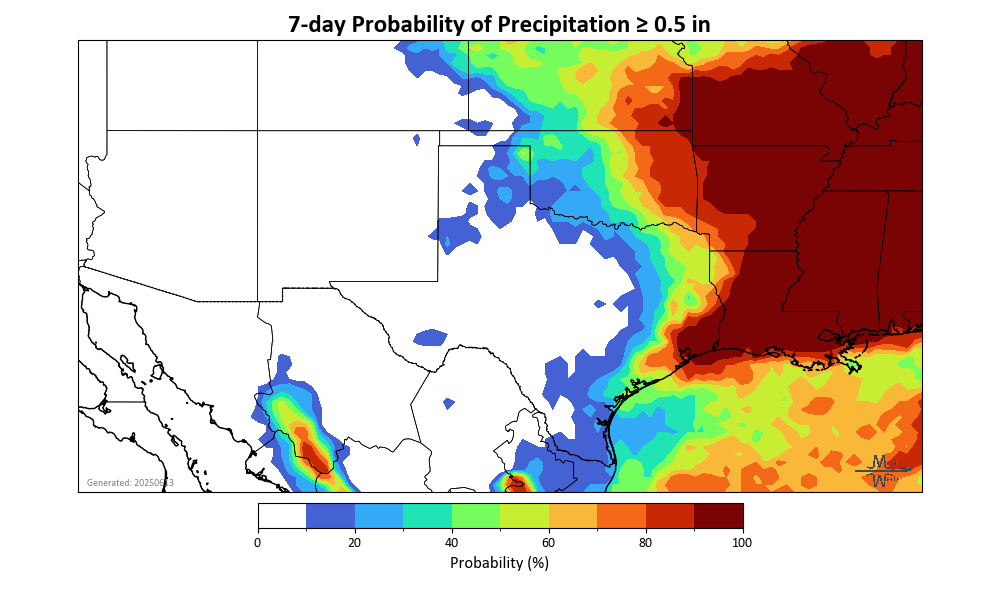 7-day Probability of Precipitation ≥ 0.5 in
Generated: 20250613
0 20 40 60 80 100
Probability (%)